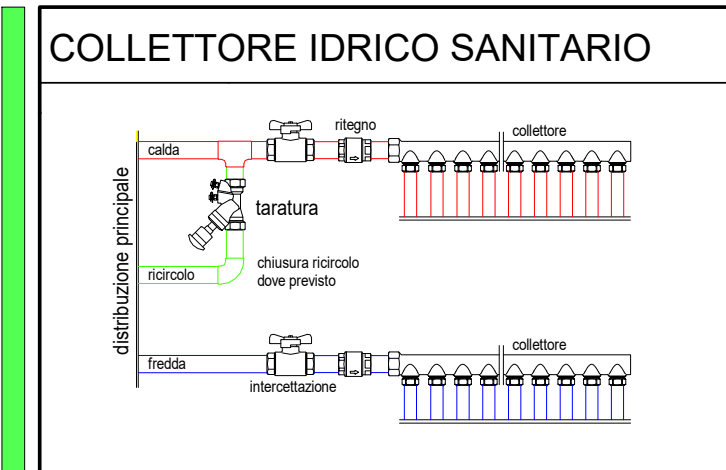 COLLETTORE IDRICO SANITARIO
ritegno
collettore
calda
taratura
distribuzione principale
chiusura ricircolo
dove previsto
ricircolo
collettore
fredda
intercettazione